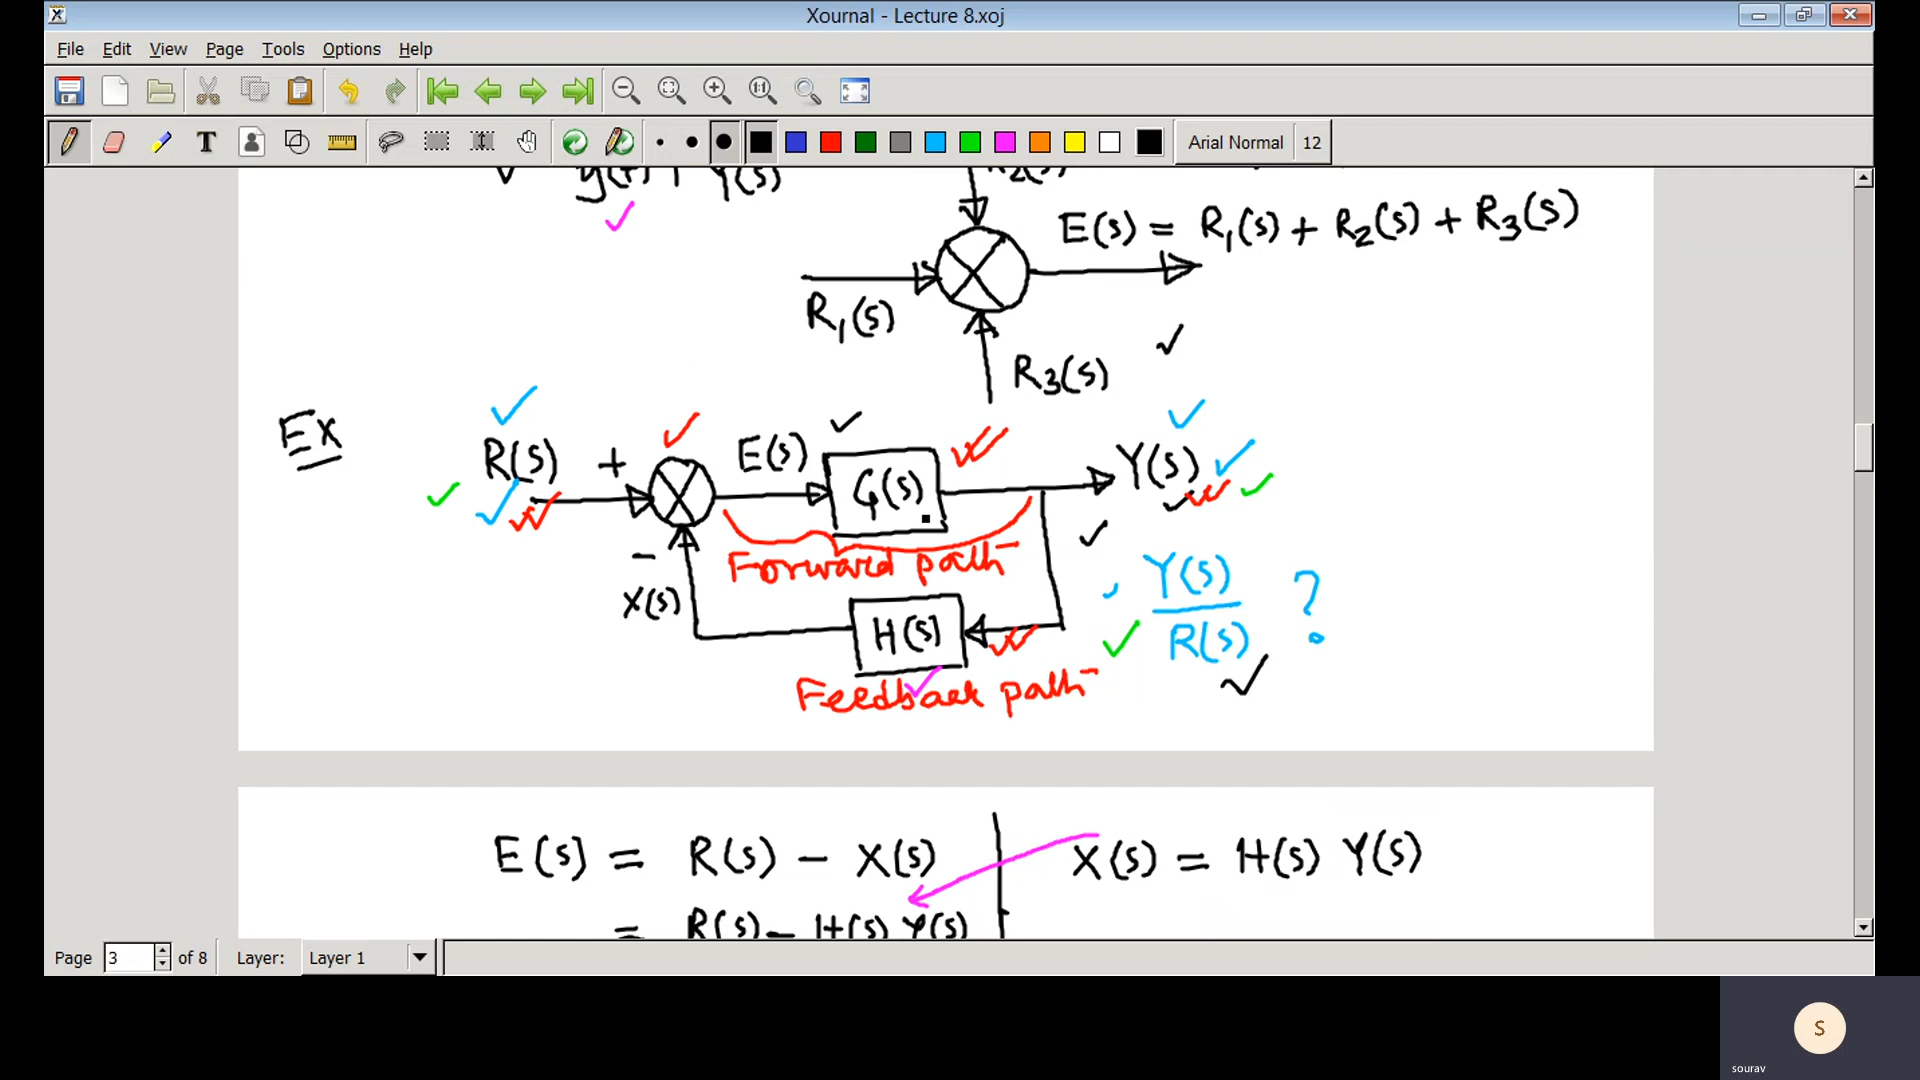 Xournal - Lecture 8.xoj
File Edit View Page Tools Options Help
Arial Normal 12
y(t) Y(s)
R2(s)
E(s) = R1(s) + R2(s) + R3(s)
R1(s)
R3(s)
Ex
R(s) + E(s) G(s) Y(s)
-
Forward path
X(s)
H(s)
Feedback path
Y(s)
R(s)
?
E(s) = R(s) - X(s)
X(s) = H(s) Y(s)
= R(s) - H(s) Y(s)
Page 3 of 8 Layer: Layer 1
S
sourav